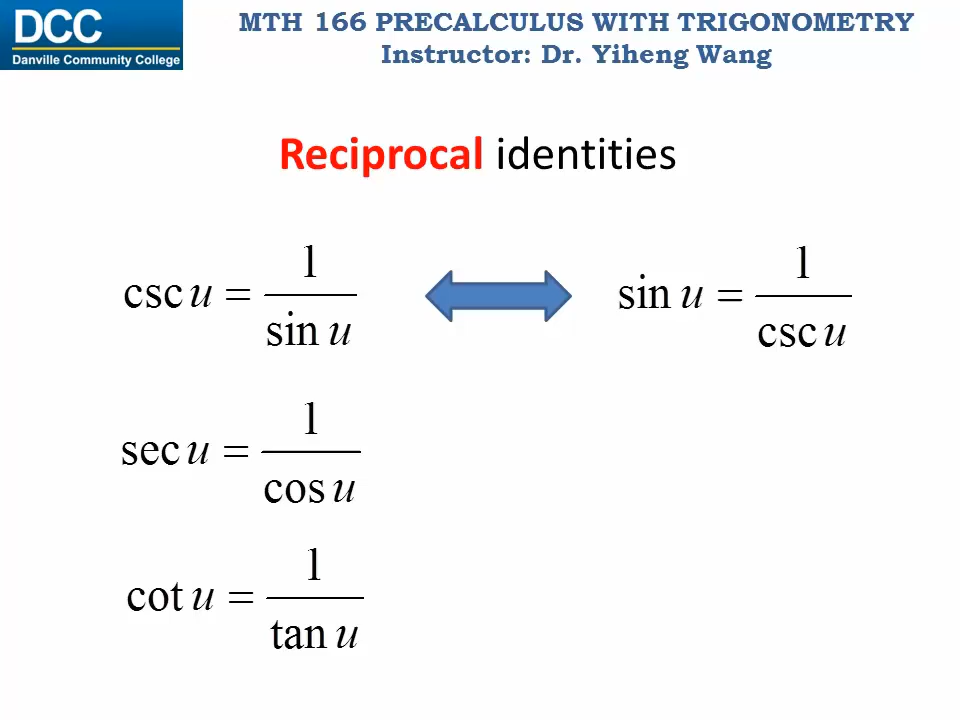 DCC
Danville Community College
MTH 166 PRECALCULUS WITH TRIGONOMETRY
Instructor: Dr. Yiheng Wang
Reciprocal identities
csc u = 1 / sin u
sin u = 1 / csc u
sec u = 1 / cos u
cot u = 1 / tan u